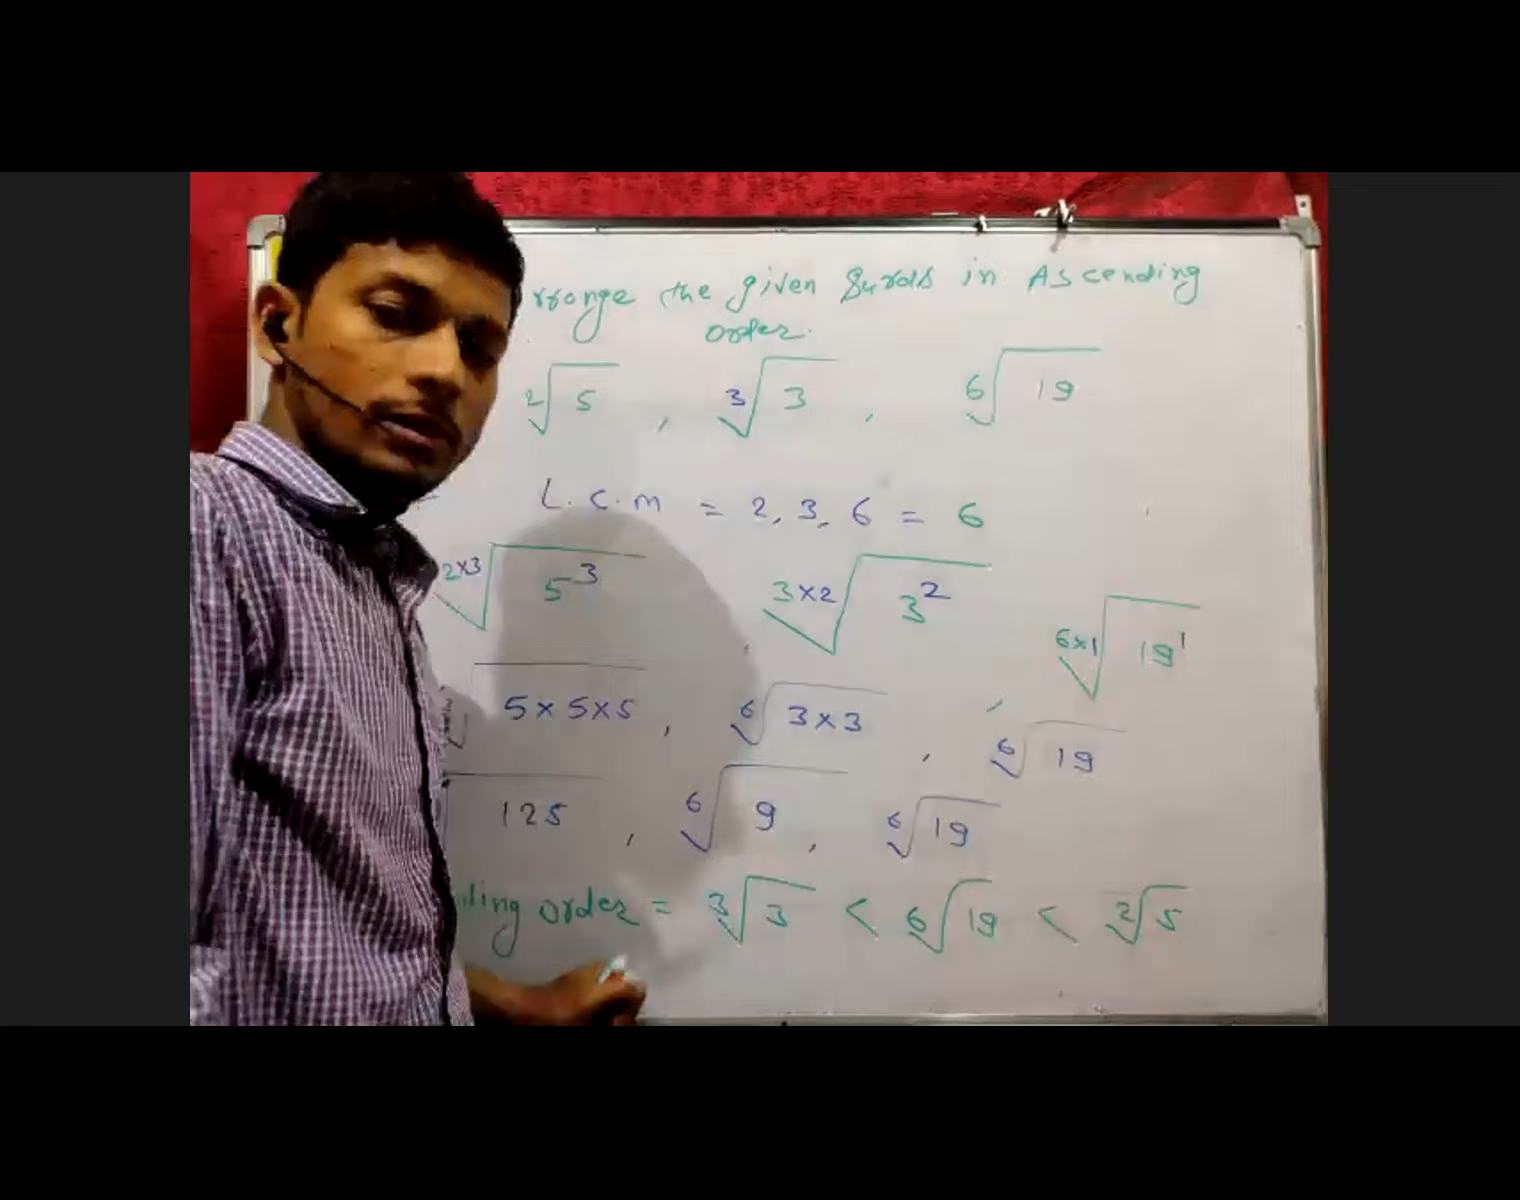 rrange the given Surds in Ascending
order.
²√5 , ³√3 , ⁶√19
L.C.M = 2, 3, 6 = 6
²ˣ³√5³ , ³ˣ²√3² , ⁶ˣ¹√19¹
√5×5×5 , ⁶√3×3 , ⁶√19
√125 , ⁶√9 , ⁶√19
ding order = ³√3 < ⁶√19 < ²√5